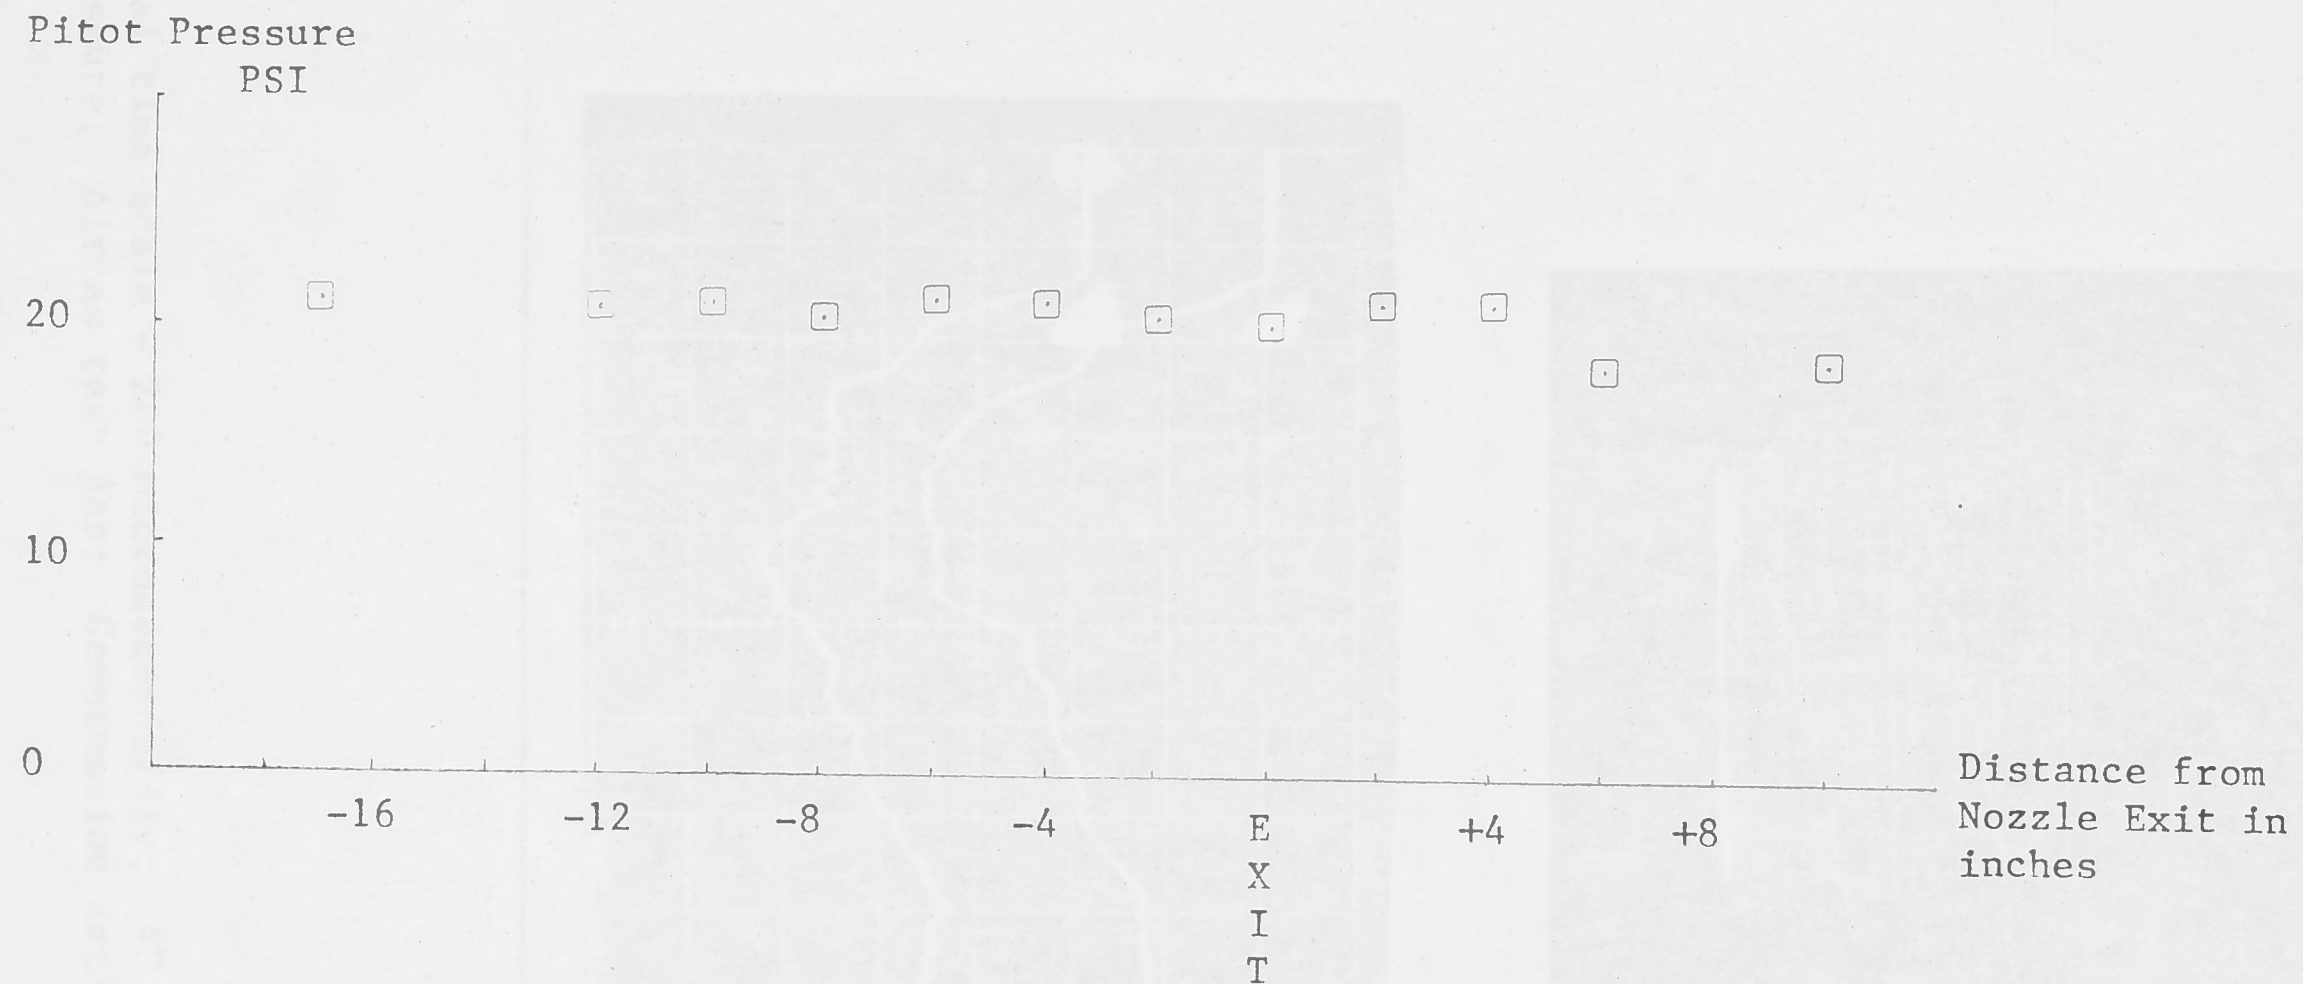 Pitot Pressure
PSI
20
10
0
-16 -12 -8 -4 E +4 +8
X
I
T
Distance from
Nozzle Exit in
inches